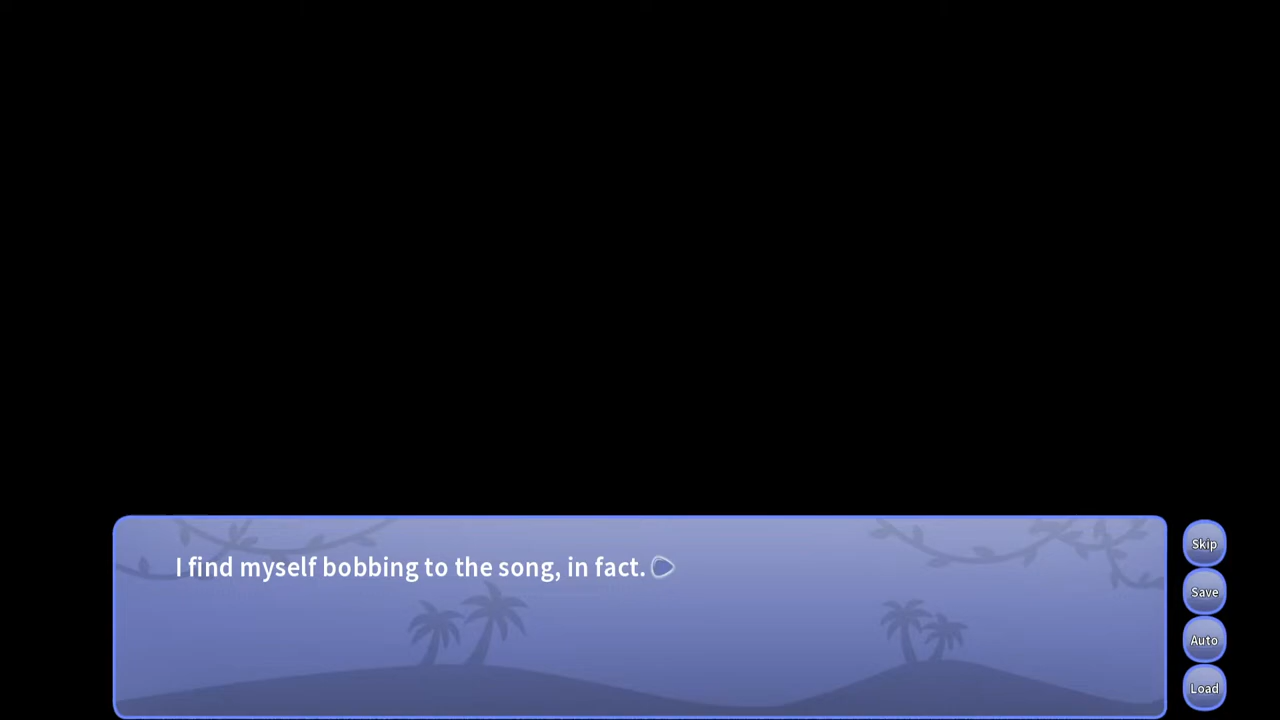 I find myself bobbing to the song, in fact.
Skip
Save
Auto
Load